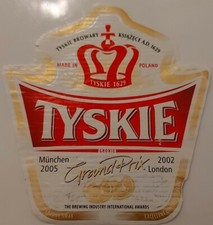 TYSKIE BROWARY KSIĄŻĘCE A.D. 1629
MADE IN POLAND
TYSKIE 1629
TYSKIE
München 2002
2005 Grand Prix London
THE BREWING INDUSTRY INTERNATIONAL AWARDS